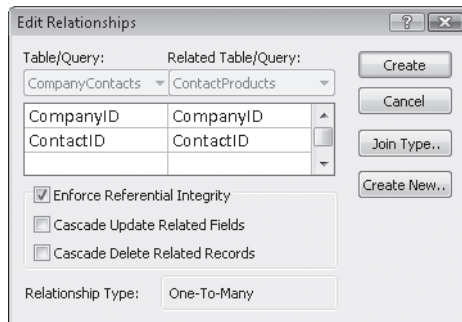 Edit Relationships
Table/Query: Related Table/Query:
CompanyContacts ContactProducts
CompanyID CompanyID
ContactID ContactID
Enforce Referential Integrity
Cascade Update Related Fields
Cascade Delete Related Records
Relationship Type: One-To-Many
Create
Cancel
Join Type..
Create New..